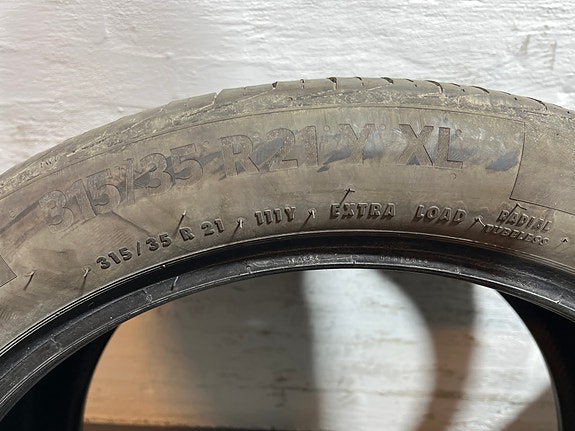 315/35 R21 Y XL
315/35 R 21 111Y EXTRA LOAD RADIAL
TUBELESS